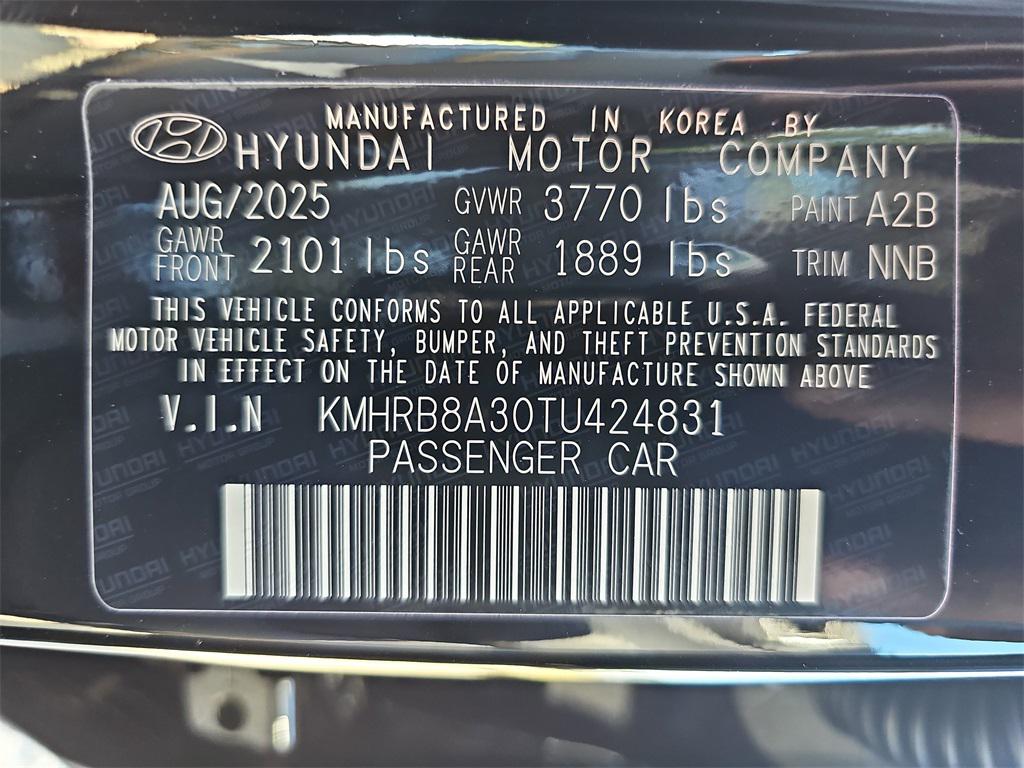 MANUFACTURED IN KOREA BY
HYUNDAI MOTOR COMPANY
AUG/2025 GVWR 3770 lbs PAINT A2B
GAWR FRONT 2101 lbs GAWR REAR 1889 lbs TRIM NNB
THIS VEHICLE CONFORMS TO ALL APPLICABLE U.S.A. FEDERAL
MOTOR VEHICLE SAFETY, BUMPER, AND THEFT PREVENTION STANDARDS
IN EFFECT ON THE DATE OF MANUFACTURE SHOWN ABOVE
V.I.N KMHRB8A30TU424831
PASSENGER CAR